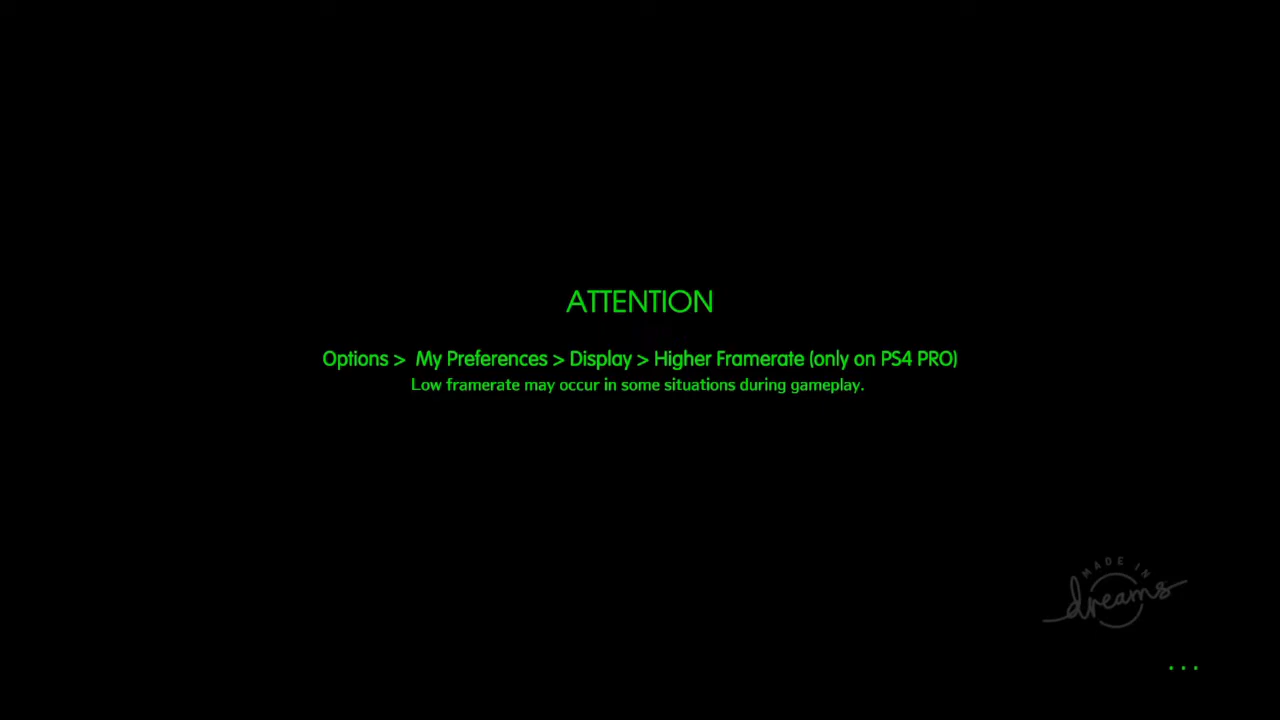 ATTENTION
Options >  My Preferences > Display > Higher Framerate (only on PS4 PRO)
Low framerate may occur in some situations during gameplay.
MADE IN
dreams
...